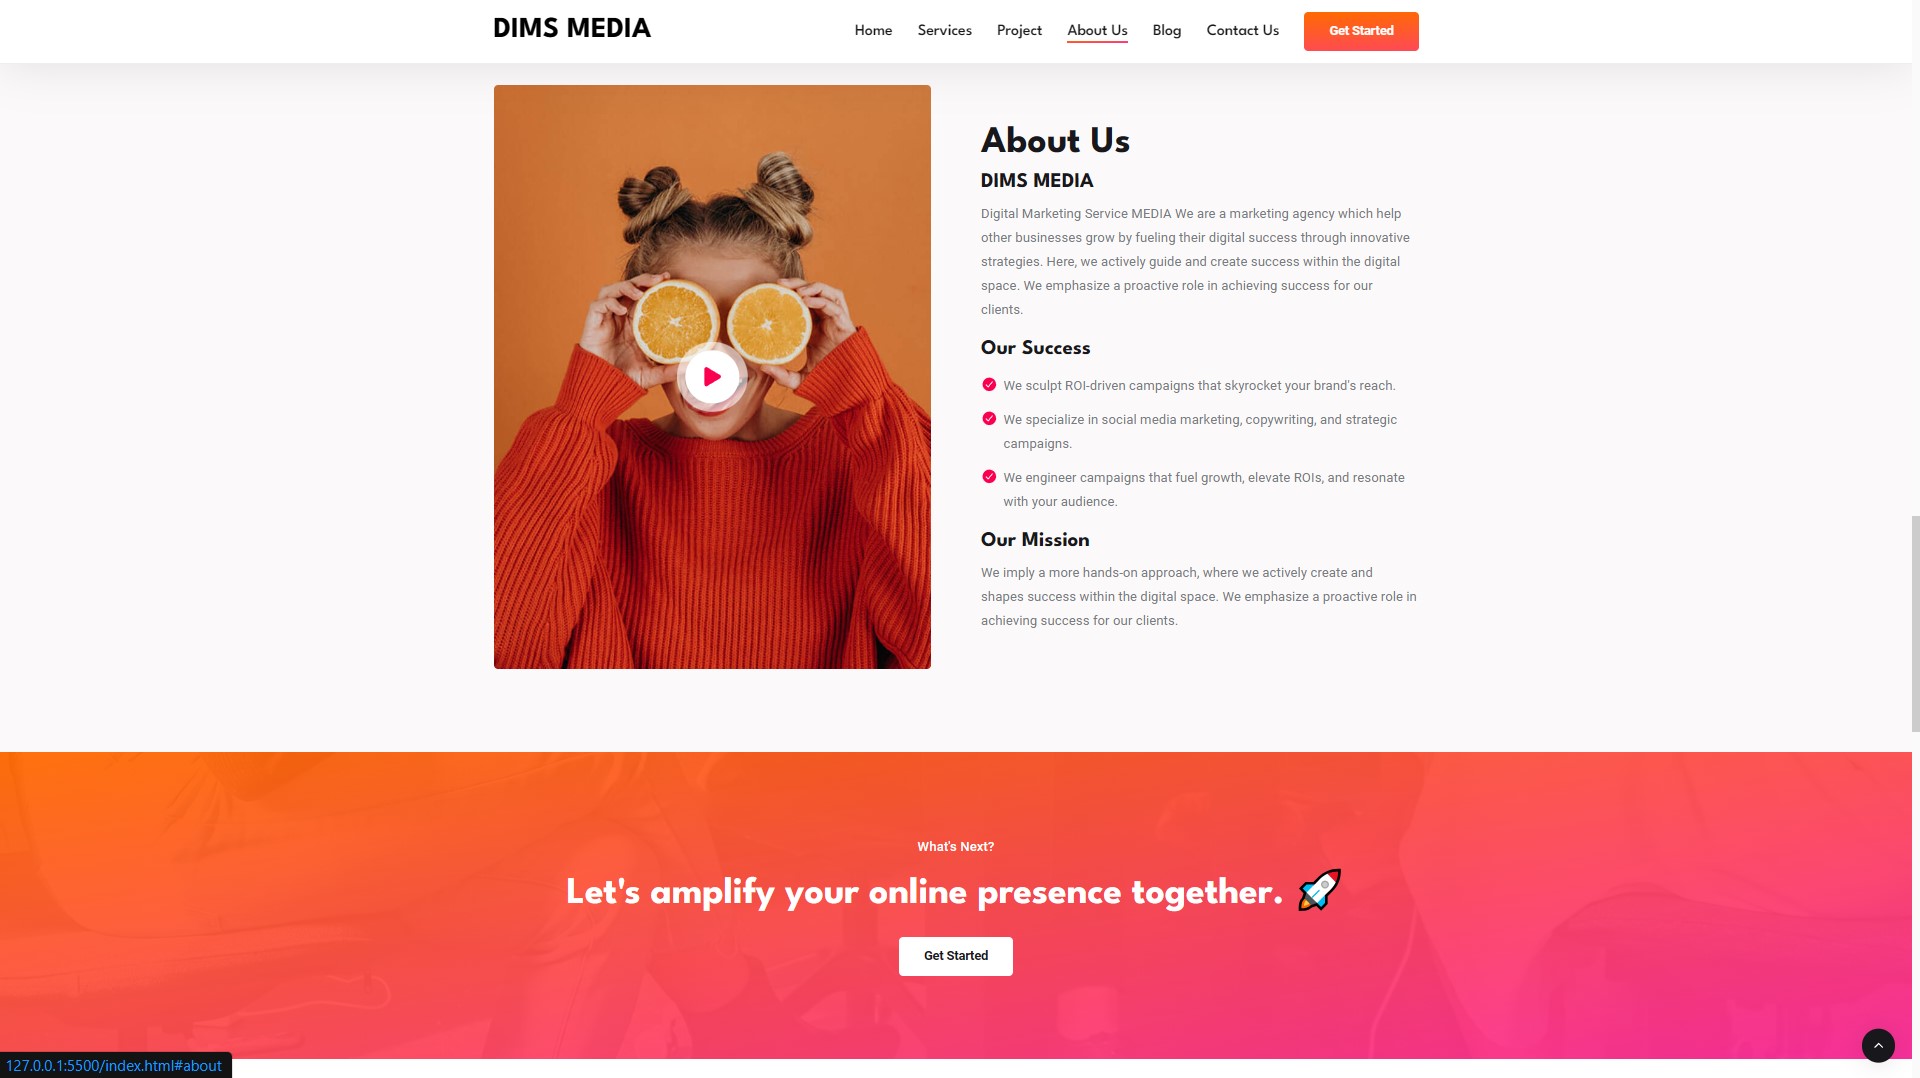 DIMS MEDIA
Home Services Project About Us Blog Contact Us Get Started
About Us
DIMS MEDIA
Digital Marketing Service MEDIA We are a marketing agency which help
other businesses grow by fueling their digital success through innovative
strategies. Here, we actively guide and create success within the digital
space. We emphasize a proactive role in achieving success for our
clients.
Our Success
We sculpt ROI-driven campaigns that skyrocket your brand's reach.
We specialize in social media marketing, copywriting, and strategic
campaigns.
We engineer campaigns that fuel growth, elevate ROIs, and resonate
with your audience.
Our Mission
We imply a more hands-on approach, where we actively create and
shapes success within the digital space. We emphasize a proactive role in
achieving success for our clients.
What's Next?
Let's amplify your online presence together. 🚀
Get Started
127.0.0.1:5500/index.html#about